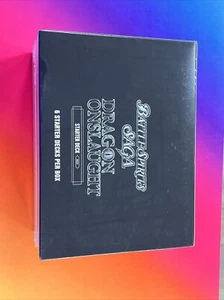 BATTLE SPIRITS
SAGA
DRAGON
ONSLAUGHT
STARTER DECK
6 STARTER DECKS PER BOX